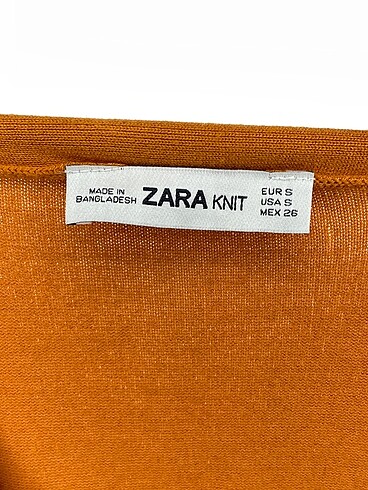 MADE IN
BANGLADESH
ZARA KNIT
EUR S
USA S
MEX 26